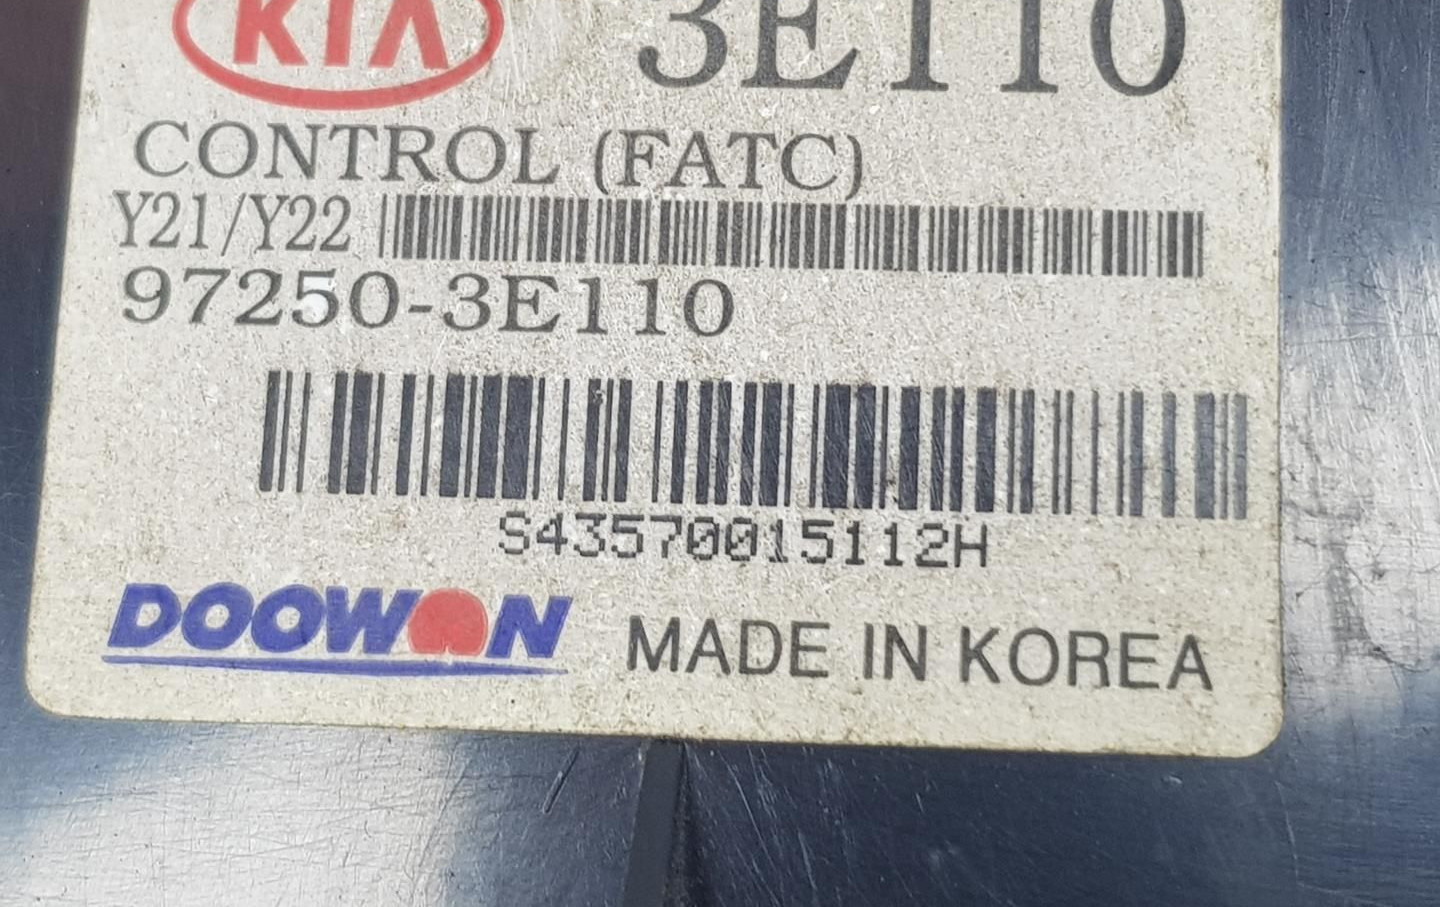 KIA 3E110
CONTROL (FATC)
Y21/Y22
97250-3E110
S43570015112H
DOOWON MADE IN KOREA